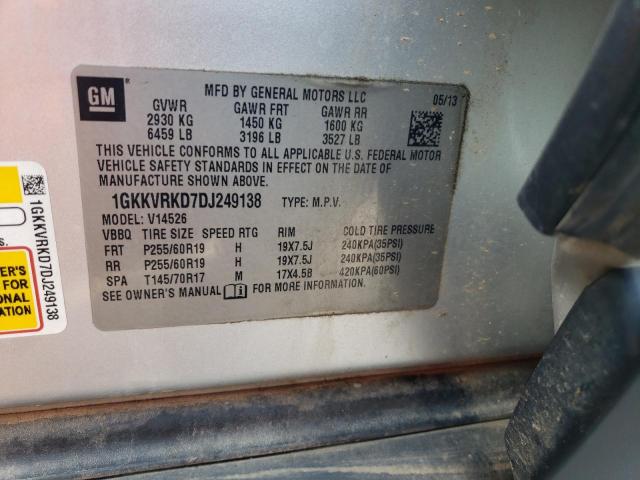 GM
MFD BY GENERAL MOTORS LLC
05/13
GVWR GAWR FRT GAWR RR
2930 KG 1450 KG 1600 KG
6459 LB 3196 LB 3527 LB
THIS VEHICLE CONFORMS TO ALL APPLICABLE U.S. FEDERAL MOTOR
VEHICLE SAFETY STANDARDS IN EFFECT ON THE DATE OF
MANUFACTURE SHOWN ABOVE.
1GKKVRKD7DJ249138 TYPE: M.P.V.
MODEL: V14526
VBBQ TIRE SIZE SPEED RTG RIM COLD TIRE PRESSURE
FRT P255/60R19 H 19X7.5J 240KPA(35PSI)
RR P255/60R19 H 19X7.5J 240KPA(35PSI)
SPA T145/70R17 M 17X4.5B 420KPA(60PSI)
SEE OWNER'S MANUAL FOR MORE INFORMATION.
1GKKVRKD7DJ249138
ER'S
FOR
IONAL
ATION